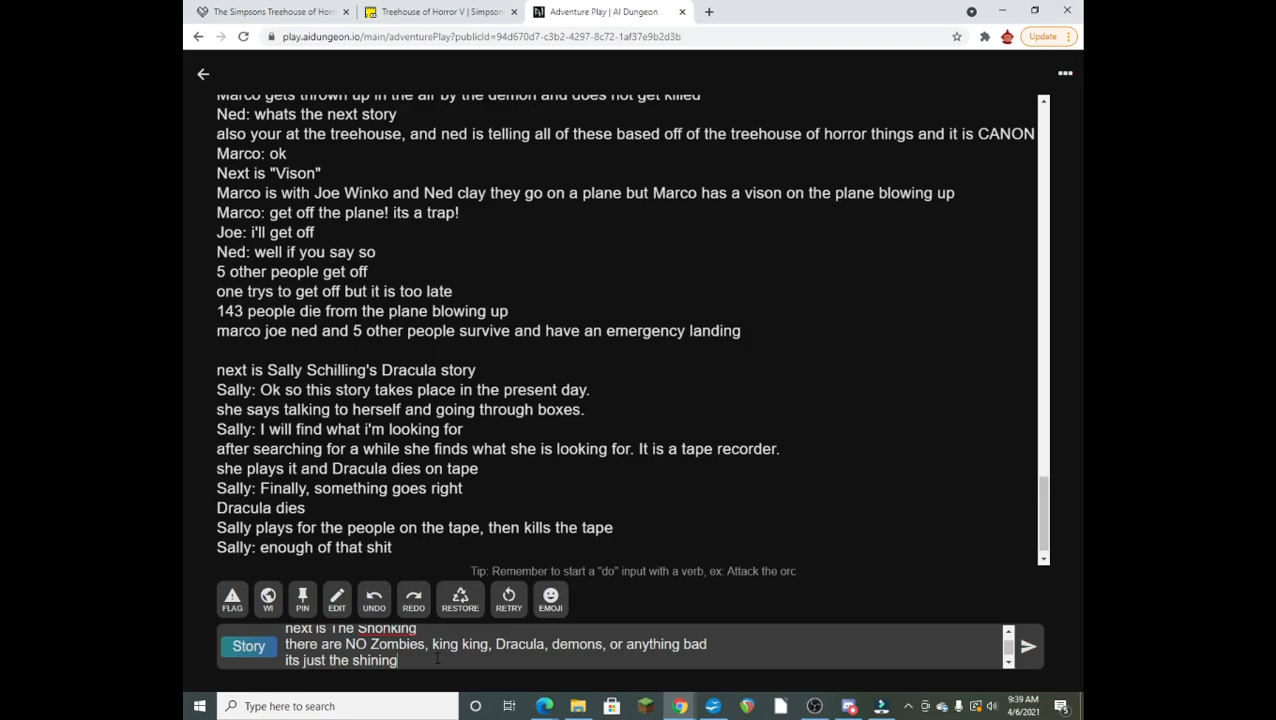 The Simpsons Treehouse of Horr
Treehouse of Horror V | Simpson
Adventure Play | AI Dungeon
play.aidungeon.io/main/adventurePlay?publicId=94d670d7-c3b2-4297-8c72-1af37e9b2d3b
Update
Marco gets thrown up in the air by the demon and does not get killed
Ned: whats the next story
also your at the treehouse, and ned is telling all of these based off of the treehouse of horror things and it is CANON
Marco: ok
Next is "Vison"
Marco is with Joe Winko and Ned clay they go on a plane but Marco has a vison on the plane blowing up
Marco: get off the plane! its a trap!
Joe: i'll get off
Ned: well if you say so
5 other people get off
one trys to get off but it is too late
143 people die from the plane blowing up
marco joe ned and 5 other people survive and have an emergency landing
next is Sally Schilling's Dracula story
Sally: Ok so this story takes place in the present day.
she says talking to herself and going through boxes.
Sally: I will find what i'm looking for
after searching for a while she finds what she is looking for. It is a tape recorder.
she plays it and Dracula dies on tape
Sally: Finally, something goes right
Dracula dies
Sally plays for the people on the tape, then kills the tape
Sally: enough of that shit
Tip: Remember to start a "do" input with a verb, ex: Attack the orc
FLAG WI PIN EDIT UNDO REDO RESTORE RETRY EMOJI
next is The Shonking
Story there are NO Zombies, king king, Dracula, demons, or anything bad
its just the shining
Type here to search
9:39 AM
4/6/2021
5